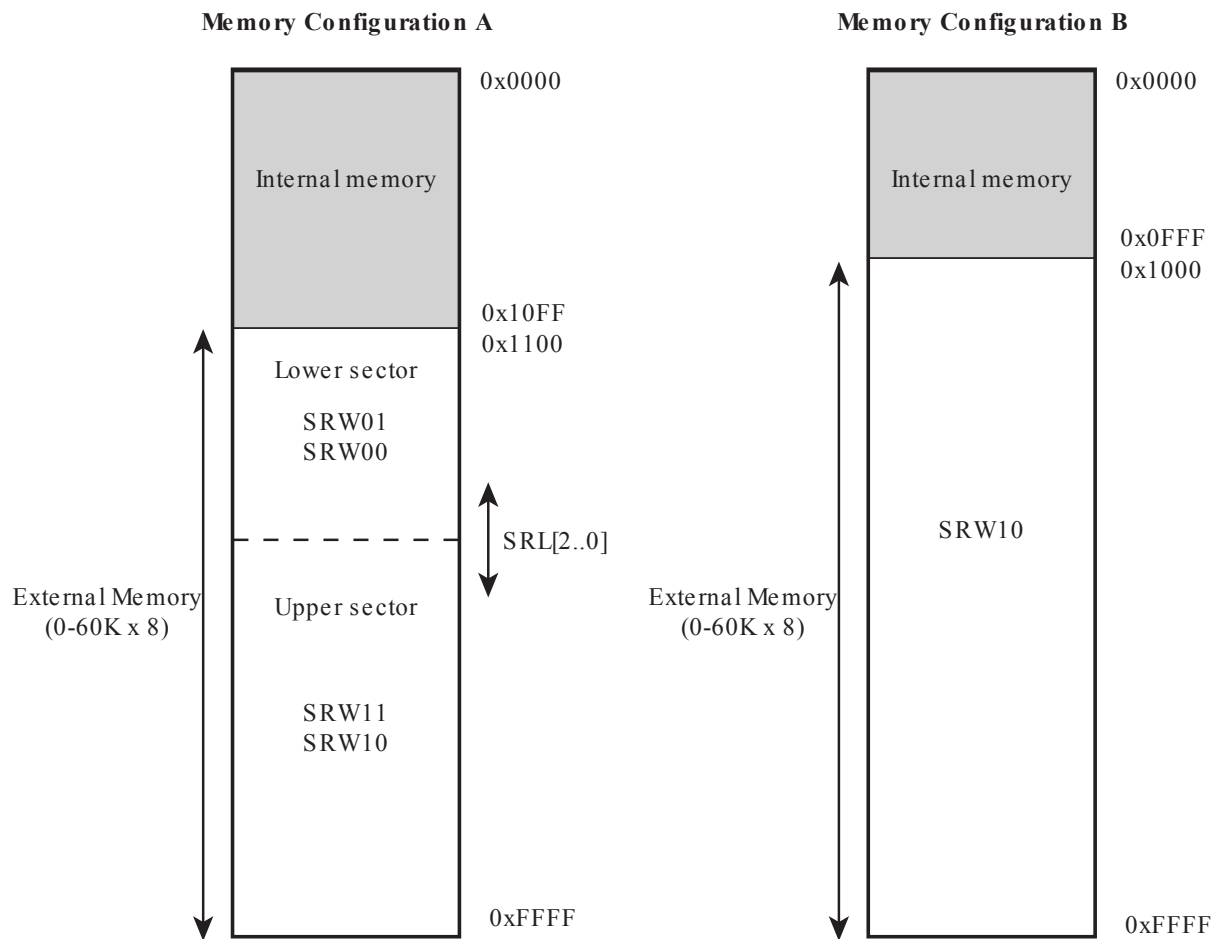 Memory Configuration A
0x0000
Internal memory
0x10FF
0x1100
Lower sector
SRW01
SRW00
SRL[2..0]
External Memory
(0-60K x 8)
Upper sector
SRW11
SRW10
0xFFFF
Memory Configuration B
0x0000
Internal memory
0x0FFF
0x1000
SRW10
External Memory
(0-60K x 8)
0xFFFF